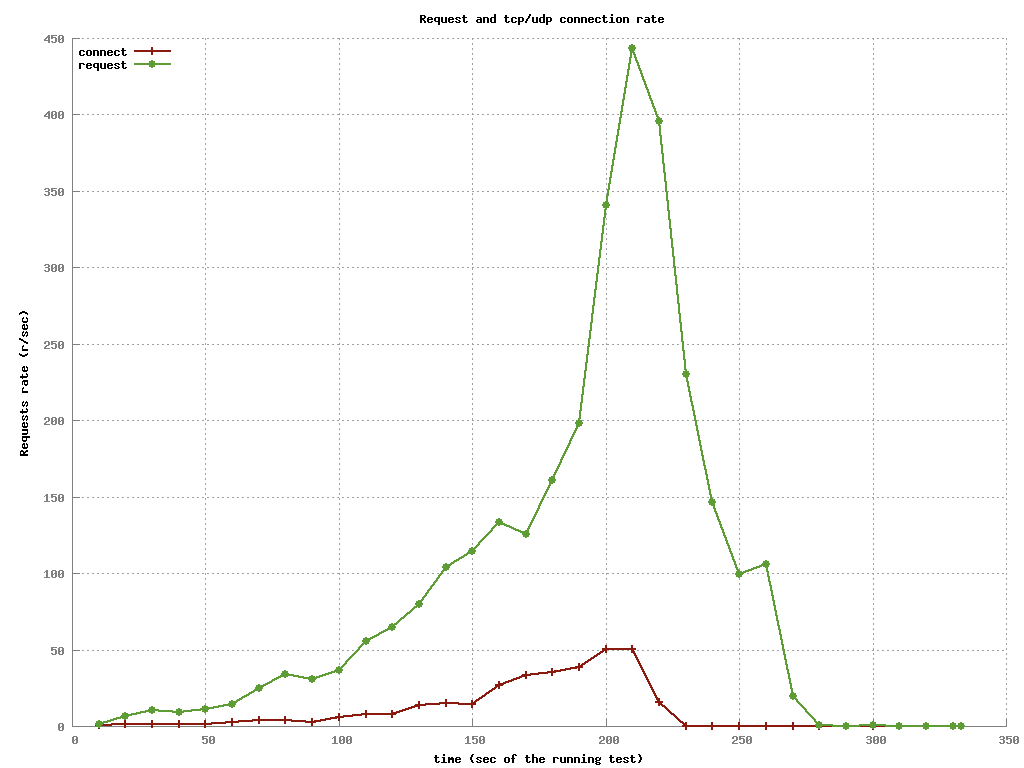 Request and tcp/udp connection rate
connect
request
450
400
350
300
250
200
150
100
50
0
Requests rate (r/sec)
0 50 100 150 200 250 300 350
time (sec of the running test)